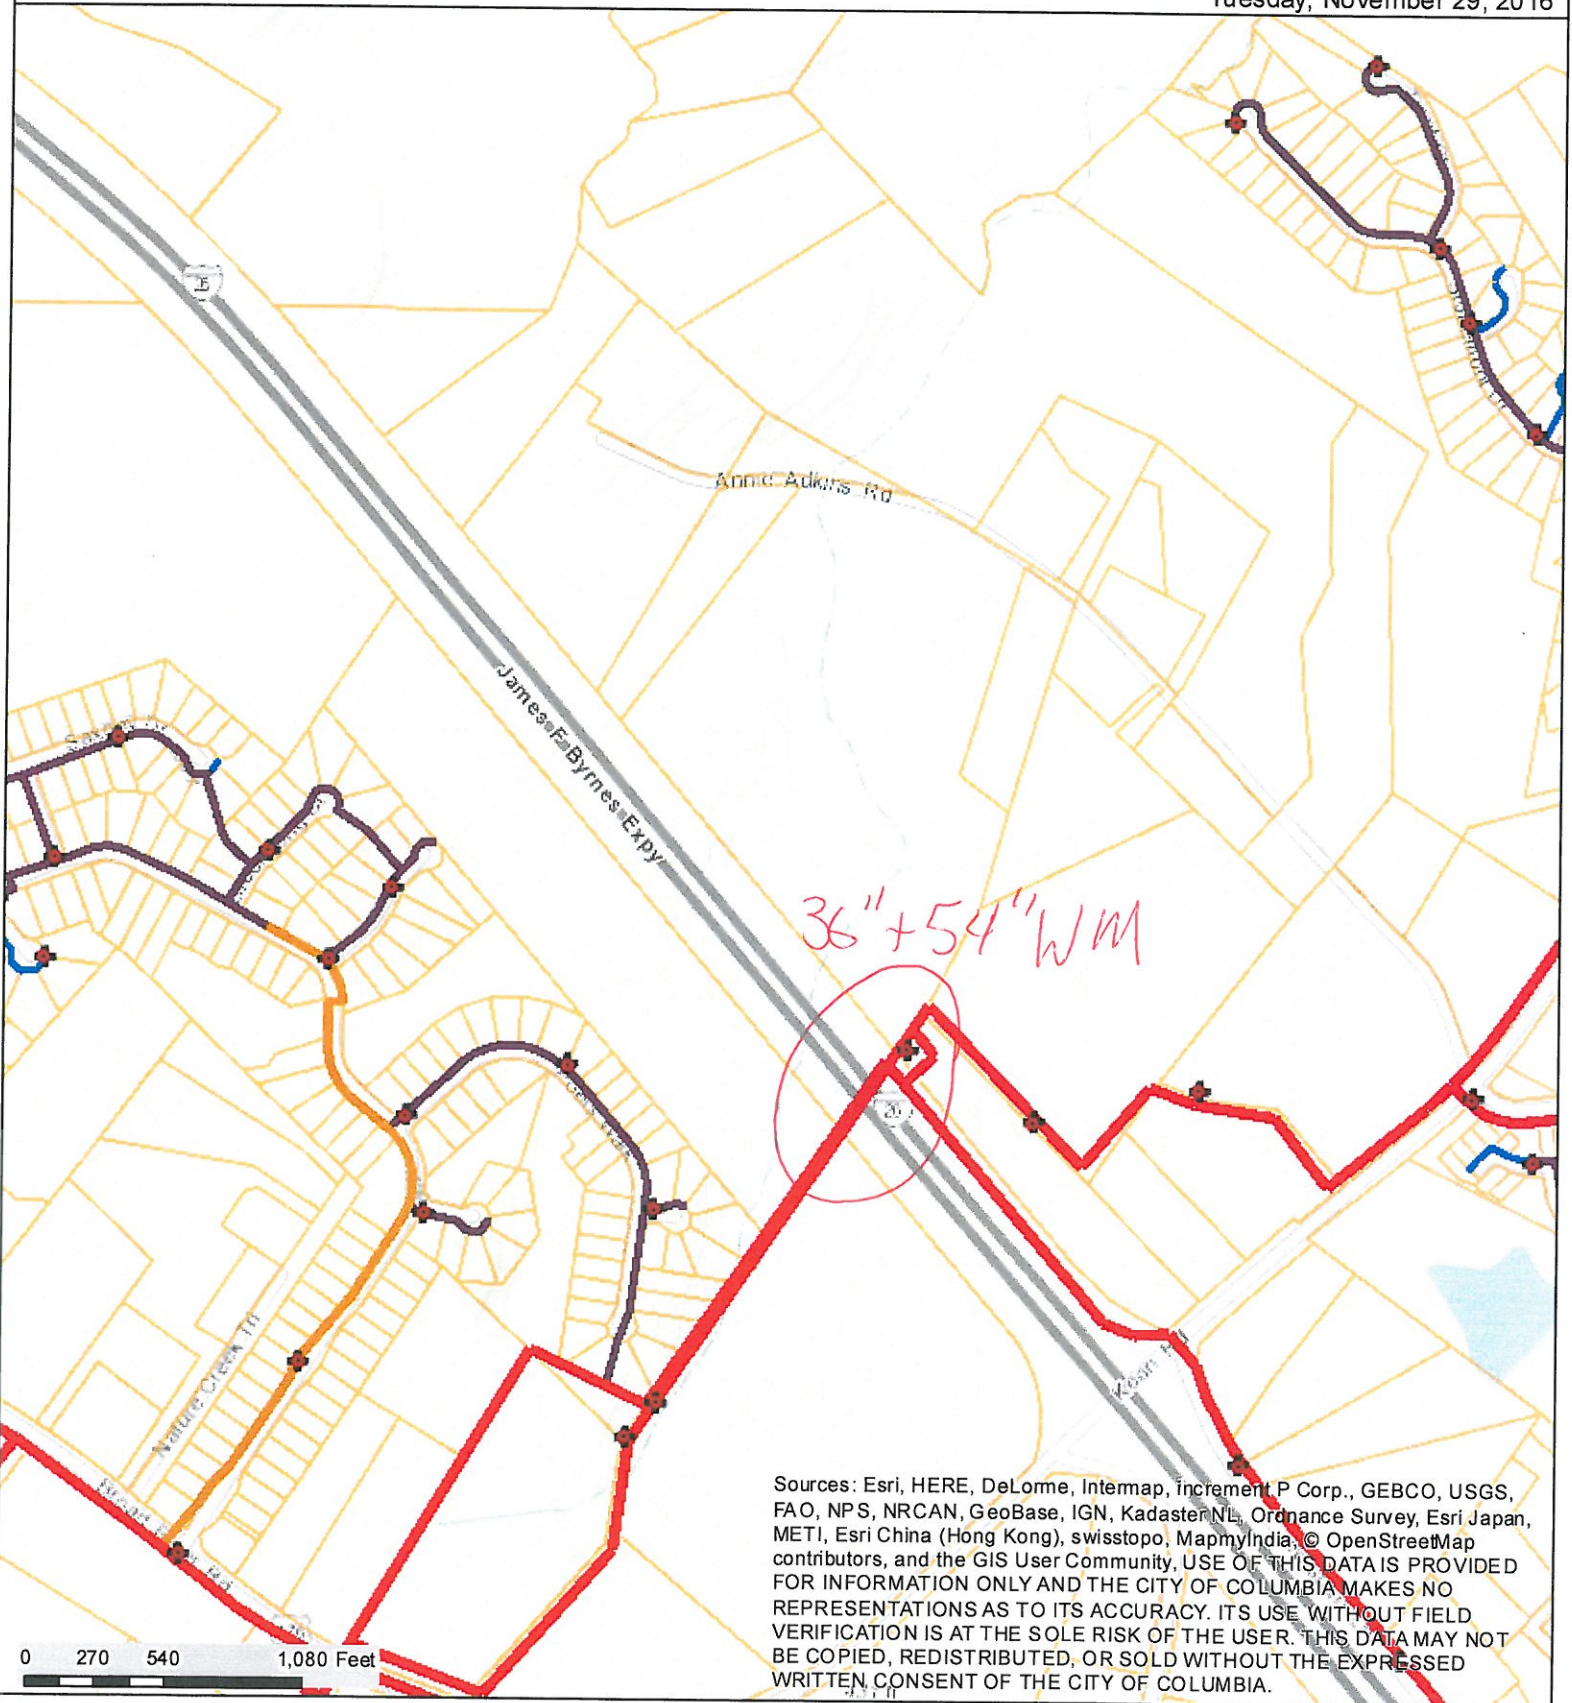 Tuesday, November 29, 2016
Annie Adkins Rd
James F Byrnes Expy
36" + 54" WM
20
Nature Creek Trl
0 270 540 1,080 Feet
Sources: Esri, HERE, DeLorme, Intermap, increment P Corp., GEBCO, USGS,
FAO, NPS, NRCAN, GeoBase, IGN, Kadaster NL, Ordnance Survey, Esri Japan,
METI, Esri China (Hong Kong), swisstopo, MapmyIndia, © OpenStreetMap
contributors, and the GIS User Community, USE OF THIS DATA IS PROVIDED
FOR INFORMATION ONLY AND THE CITY OF COLUMBIA MAKES NO
REPRESENTATIONS AS TO ITS ACCURACY. ITS USE WITHOUT FIELD
VERIFICATION IS AT THE SOLE RISK OF THE USER. THIS DATA MAY NOT
BE COPIED, REDISTRIBUTED, OR SOLD WITHOUT THE EXPRESSED
WRITTEN CONSENT OF THE CITY OF COLUMBIA.